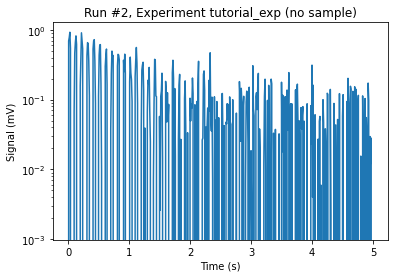 Run #2, Experiment tutorial_exp (no sample)
Signal (mV)
10⁰
10⁻¹
10⁻²
10⁻³
0 1 2 3 4 5
Time (s)